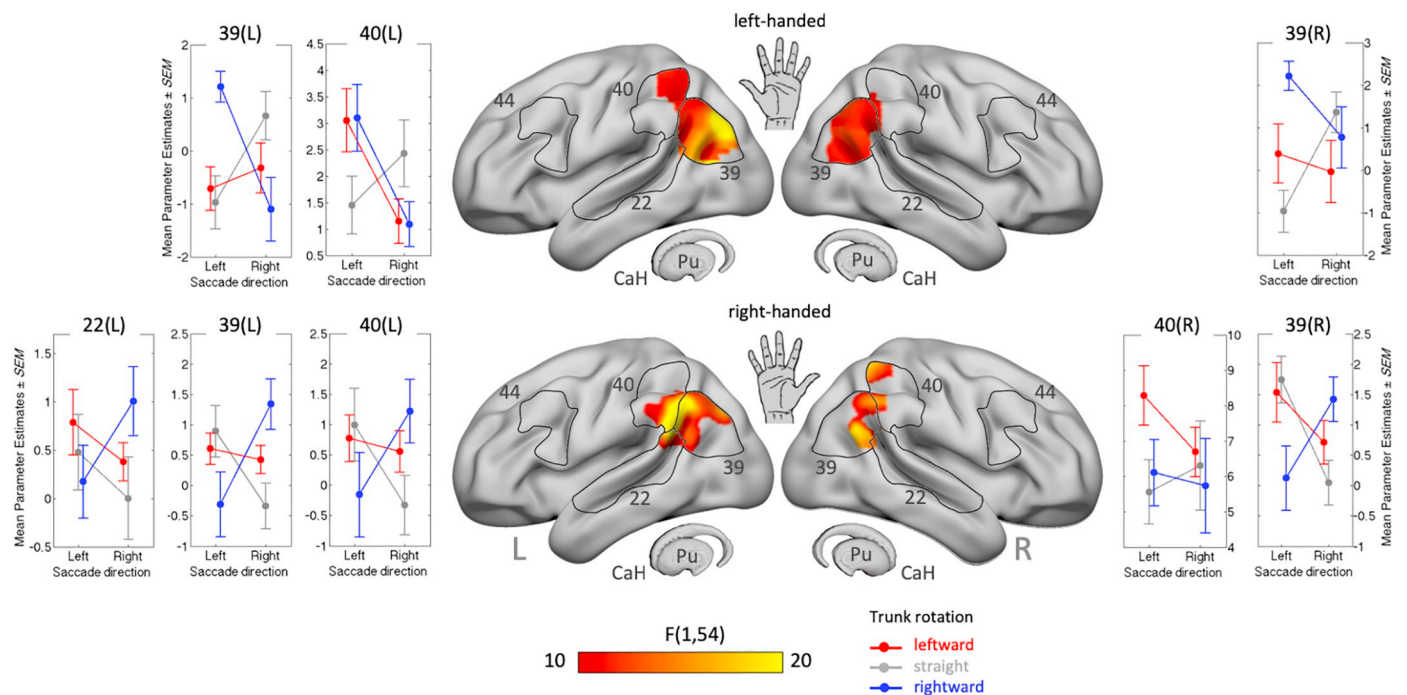 left-handed
39(L)
Mean Parameter Estimates ± SEM
2
1
0
-1
-2
Left Right
Saccade direction
40(L)
4.5
4
3.5
3
2.5
2
1.5
1
0.5
Left Right
Saccade direction
44
40
39
22
Pu
CaH
40
44
39
22
Pu
CaH
39(R)
3
2
1
0
-1
-2
Mean Parameter Estimates ± SEM
Left Right
Saccade direction
right-handed
22(L)
Mean Parameter Estimates ± SEM
1.5
1
0.5
0
-0.5
Left Right
Saccade direction
39(L)
2.5
2
1.5
1
0.5
0
-0.5
-1
Left Right
Saccade direction
40(L)
2.5
2
1.5
1
0.5
0
-0.5
-1
Left Right
Saccade direction
44
40
39
22
L
Pu
CaH
40
44
39
22
R
Pu
CaH
40(R)
10
9
8
7
6
5
4
Left Right
Saccade direction
39(R)
2.5
2
1.5
1
0.5
0
-0.5
-1
Mean Parameter Estimates ± SEM
Left Right
Saccade direction
F(1,54)
10 20
Trunk rotation
leftward
straight
rightward